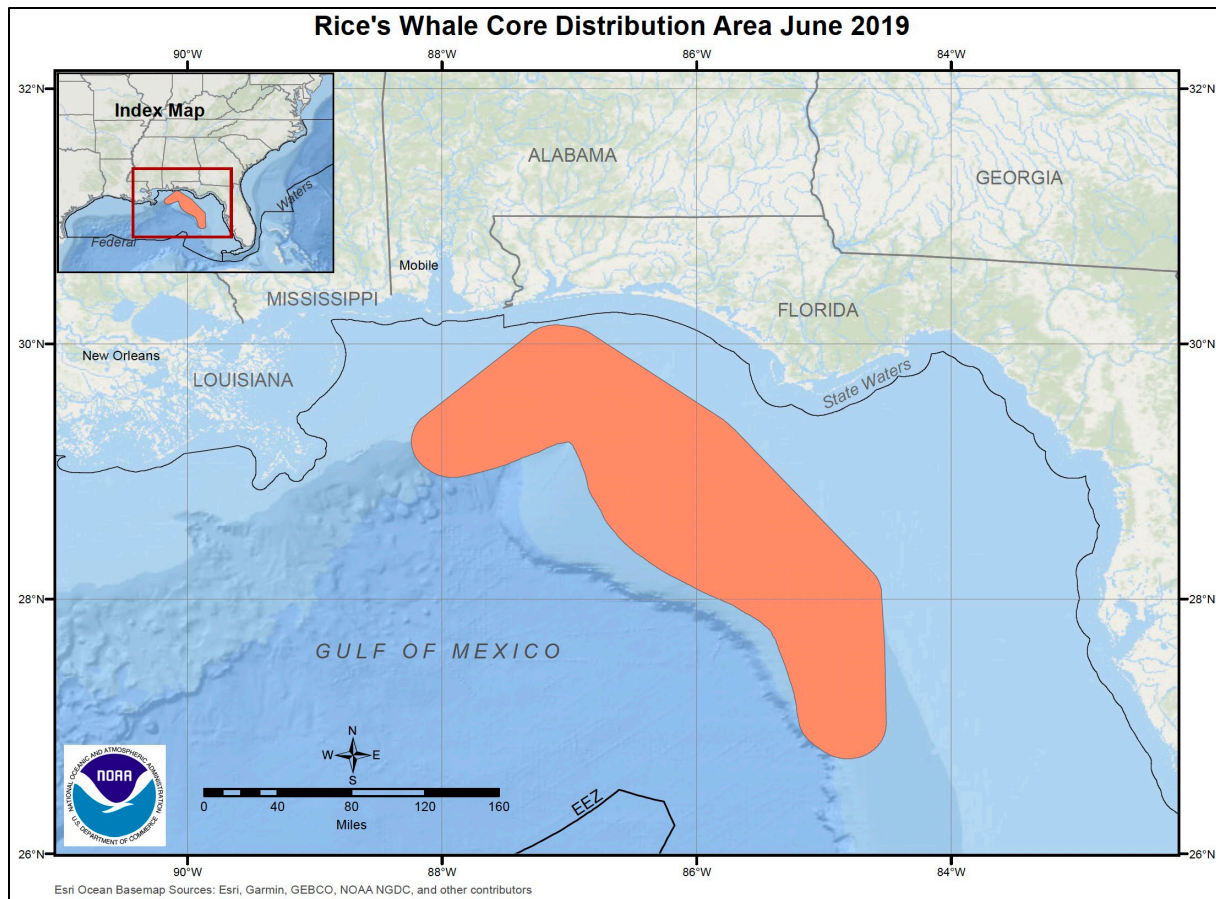 Rice's Whale Core Distribution Area June 2019
90°W
88°W
86°W
84°W
32°N
32°N
Index Map
Federal
Waters
ALABAMA
GEORGIA
Mobile
MISSISSIPPI
FLORIDA
30°N
30°N
New Orleans
LOUISIANA
State Waters
28°N
28°N
GULF OF MEXICO
NATIONAL OCEANIC AND ATMOSPHERIC ADMINISTRATION
NOAA
U.S. DEPARTMENT OF COMMERCE
N
W E
S
0 20 40 80 120 160
Miles
EEZ
26°N
26°N
90°W
88°W
86°W
84°W
Esri Ocean Basemap Sources: Esri, Garmin, GEBCO, NOAA NGDC, and other contributors